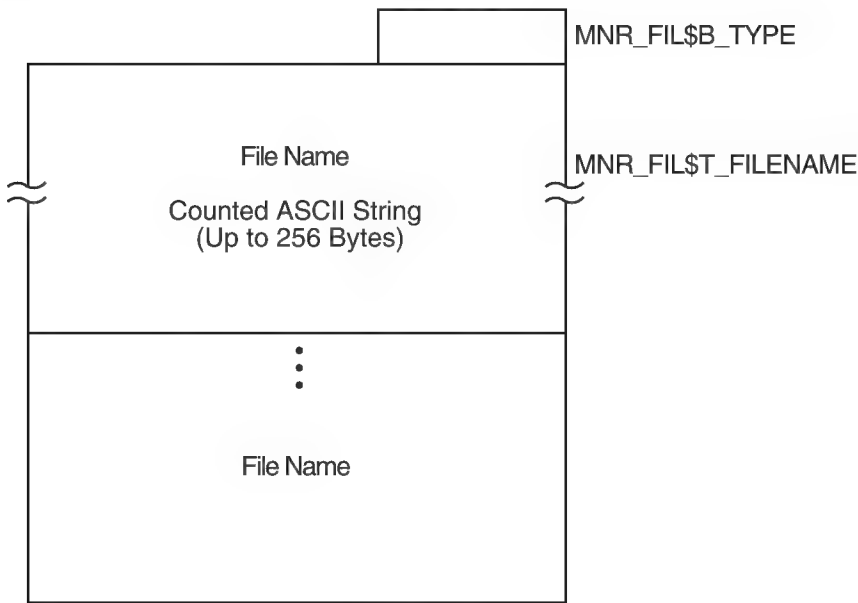 MNR_FIL$B_TYPE
File Name
MNR_FIL$T_FILENAME
Counted ASCII String
(Up to 256 Bytes)
File Name